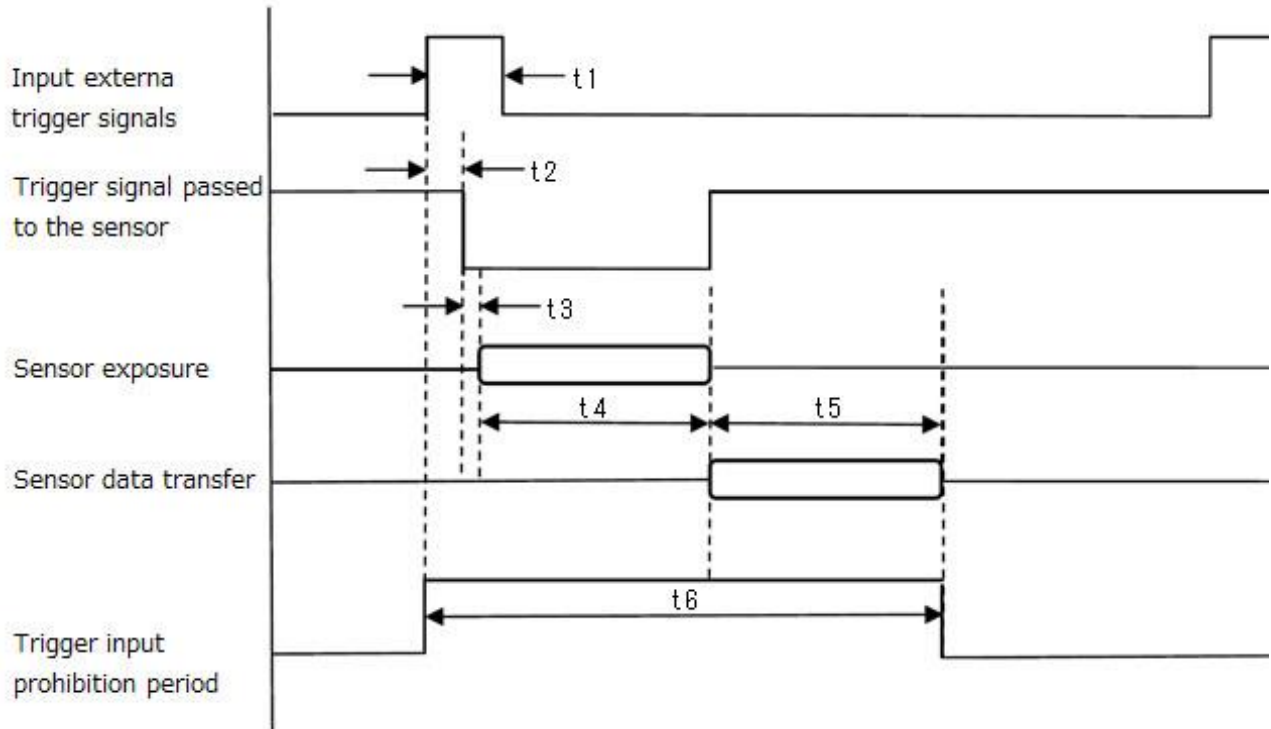 Input externa
trigger signals
t1
Trigger signal passed
to the sensor
t2
t3
Sensor exposure
t4
t5
Sensor data transfer
t6
Trigger input
prohibition period